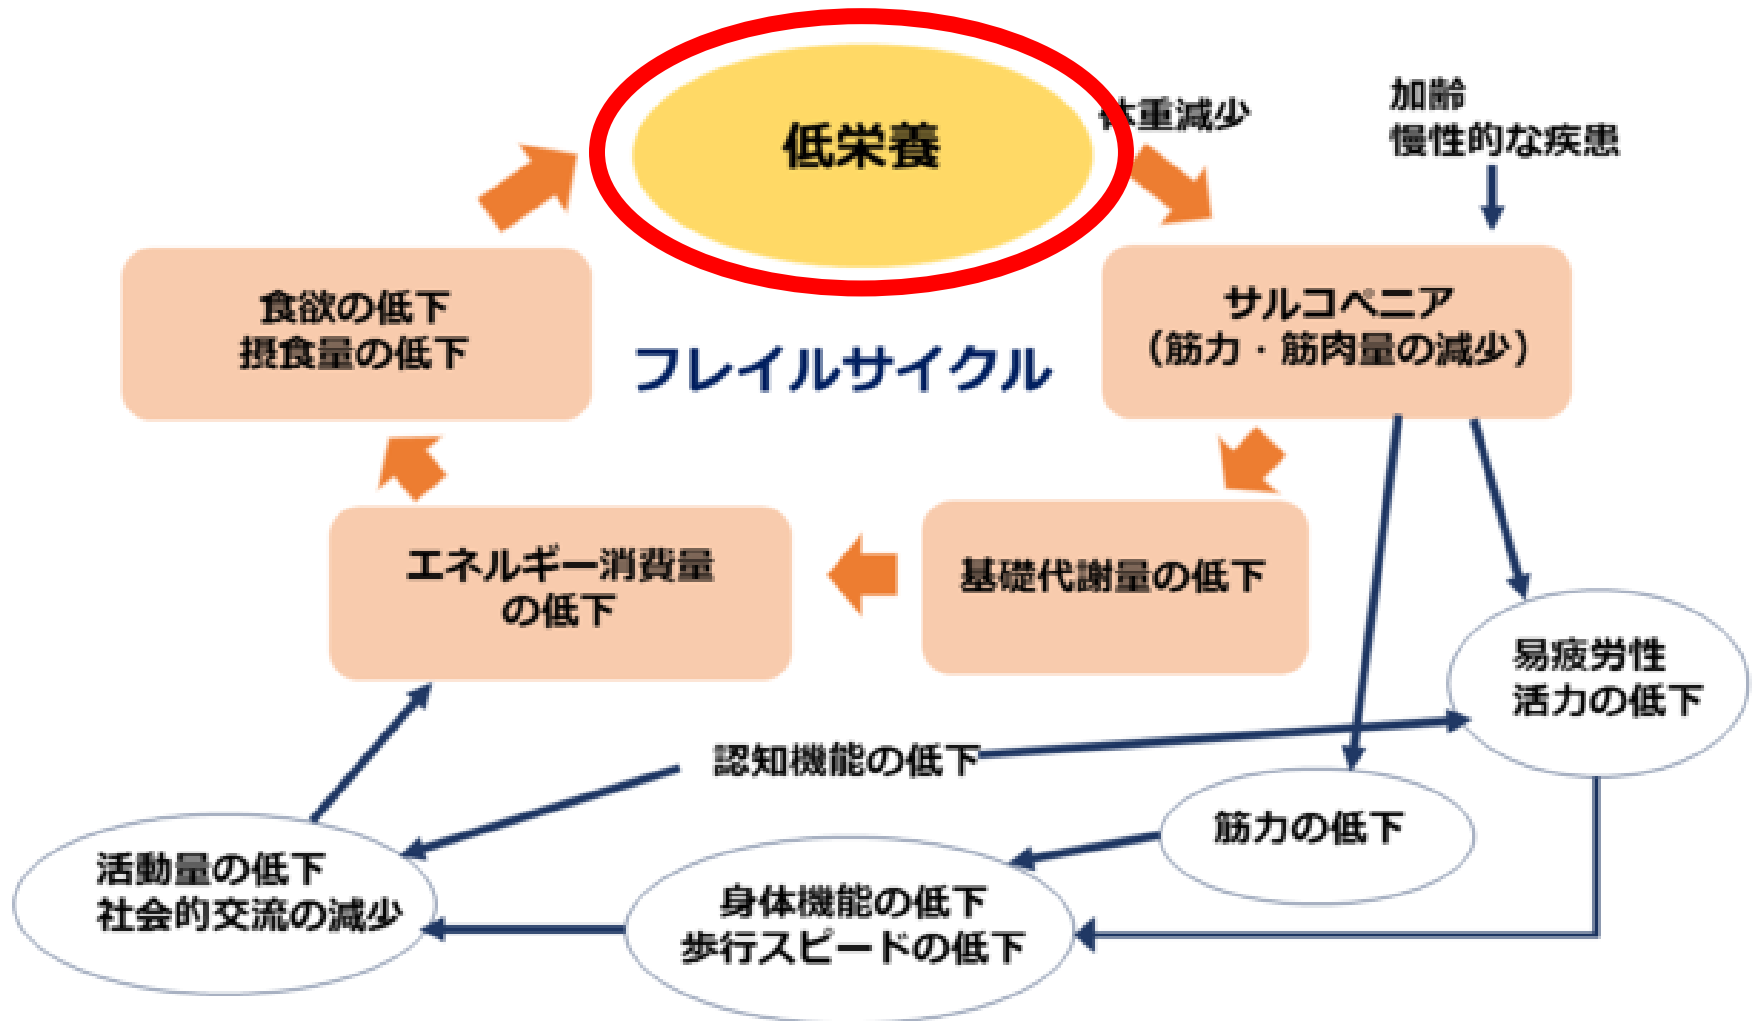 低栄養
体重減少
加齢
慢性的な疾患
食欲の低下
摂食量の低下
フレイルサイクル
サルコペニア
（筋力・筋肉量の減少）
エネルギー消費量
の低下
基礎代謝量の低下
易疲労性
活力の低下
認知機能の低下
筋力の低下
活動量の低下
社会的交流の減少
身体機能の低下
歩行スピードの低下